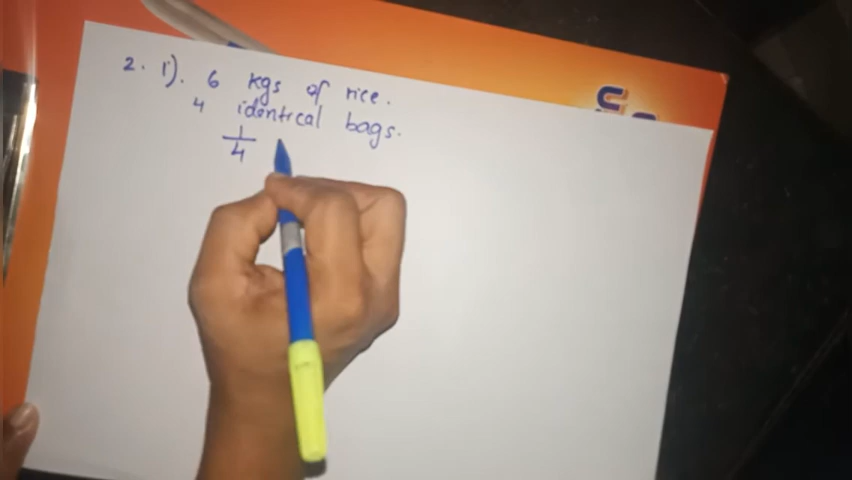 2. 1). 6 kgs of rice.
4 identical bags.
1/4